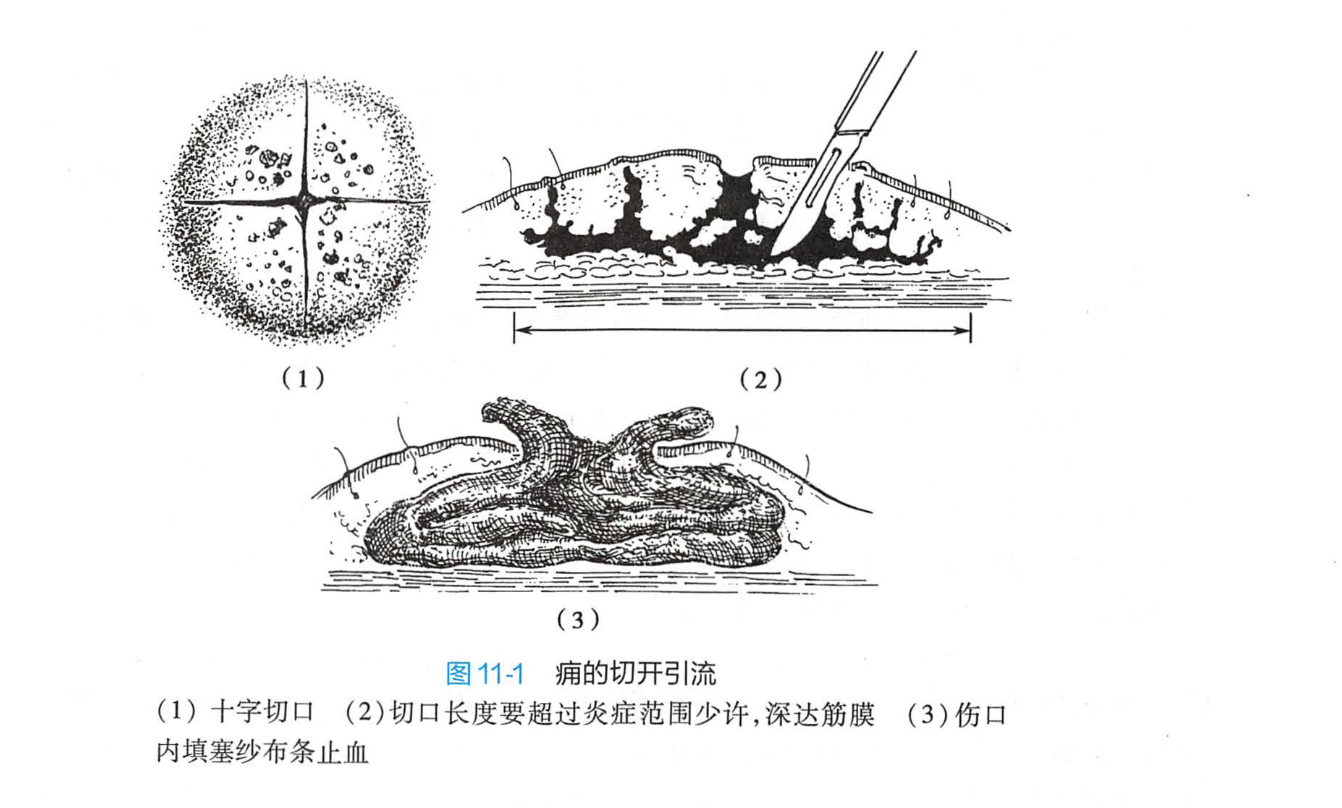 (1)
(2)
(3)
图 11-1 痈的切开引流
(1) 十字切口 (2)切口长度要超过炎症范围少许,深达筋膜 (3)伤口
内填塞纱布条止血